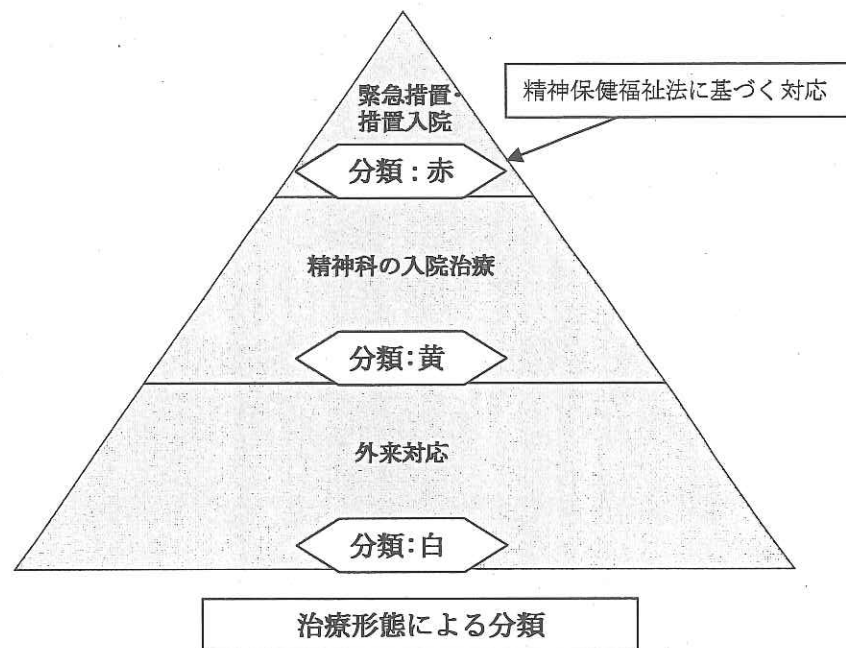 緊急措置・
措置入院
精神保健福祉法に基づく対応
分類：赤
精神科の入院治療
分類：黄
外来対応
分類：白
治療形態による分類